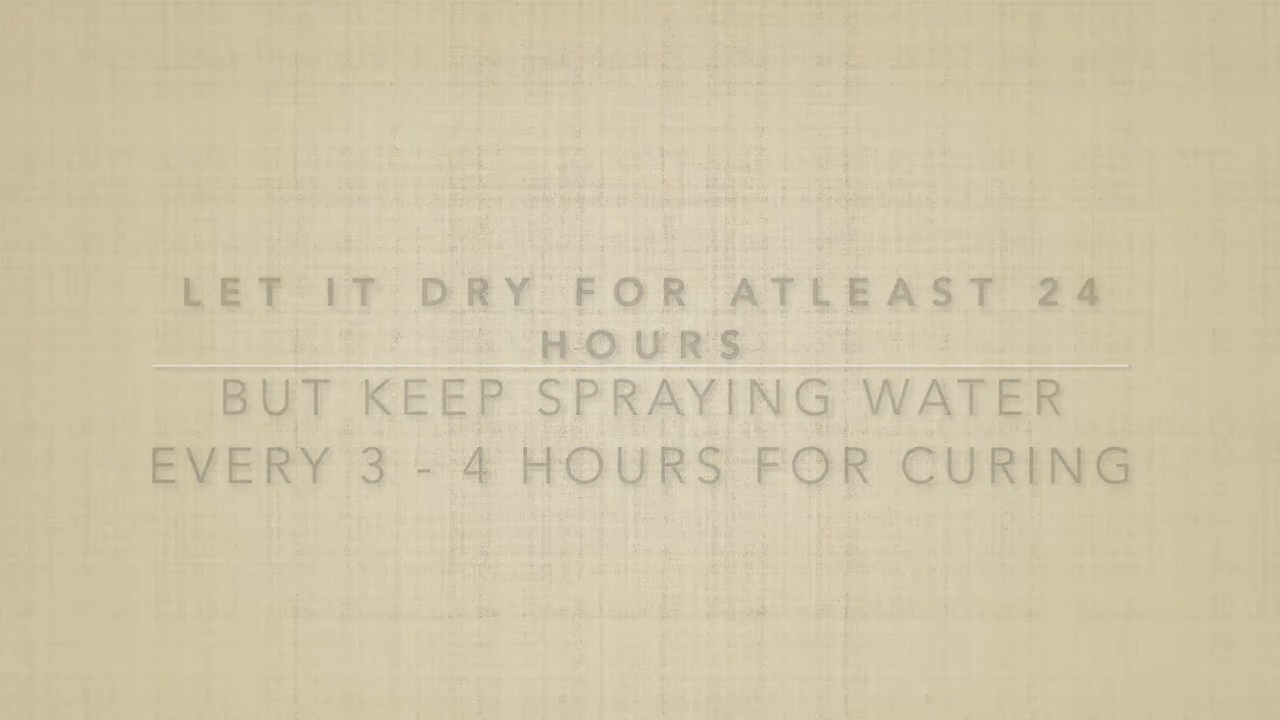 LET IT DRY FOR ATLEAST 24
HOURS
BUT KEEP SPRAYING WATER
EVERY 3 - 4 HOURS FOR CURING